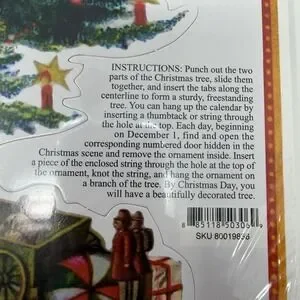 INSTRUCTIONS: Punch out the two
parts of the Christmas tree, slide them
together, and insert the tabs along the
centerline to form a sturdy, freestanding
tree. You can hang up the calendar by
inserting a thumbtack or string through
the hole at the top. Each day, beginning
on December 1, find and open the
corresponding numbered door hidden in the
Christmas scene and remove the ornament inside. Insert
a piece of the enclosed string through the hole at the top of
the ornament, knot the string, and hang the ornament
on a branch of the tree. By Christmas Day, you
will have a beautifully decorated tree.
8 85118 50306 9
SKU 80019836